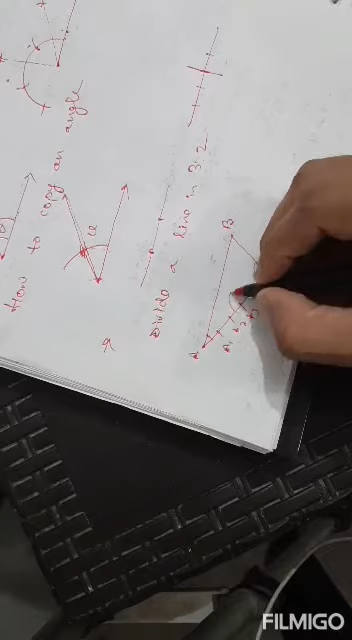 How to copy an angle
Divide a line in 3:2
B
A
FILMIGO